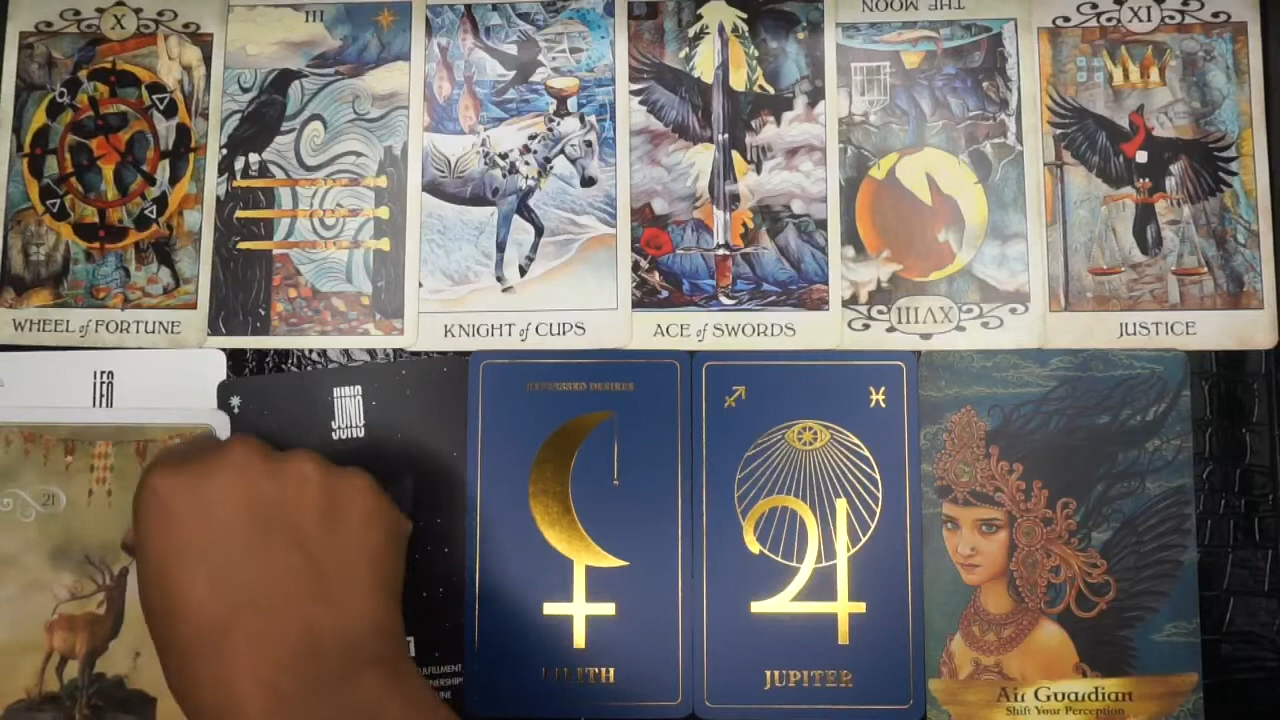 X
III
THE MOON
XI
XVIII
WHEEL of FORTUNE
KNIGHT of CUPS
ACE of SWORDS
JUSTICE
LEO
JUNO
REPRESSED DESIRES
21
LILITH
JUPITER
Air Guardian
Shift Your Perception